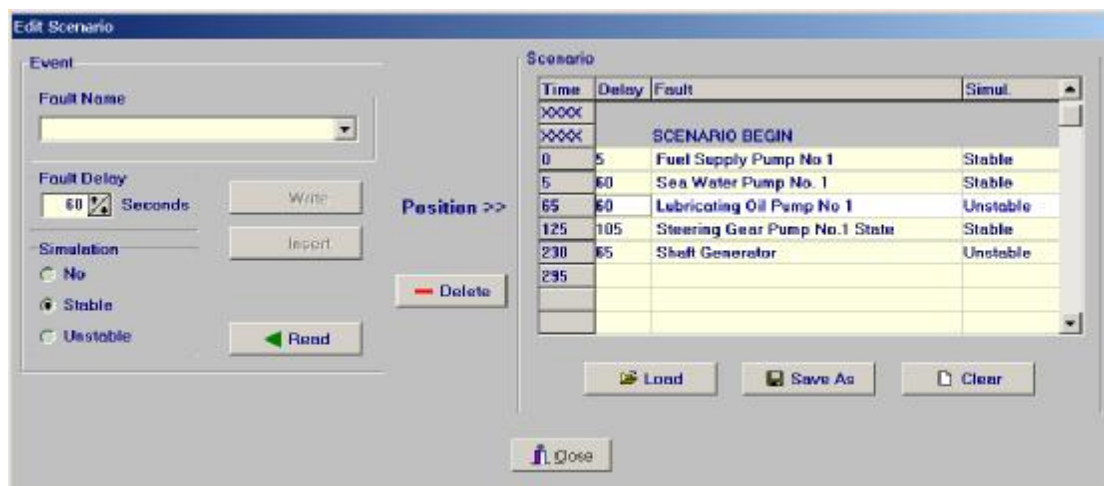 Edit Scenario
Event
Fault Name
Fault Delay
60 Seconds
Write
Insert
Simulation
No
Stable
Unstable
Read
Position >>
Delete
Scenario
Time Delay Fault Simul.
XXXX
XXXX SCENARIO BEGIN
0 5 Fuel Supply Pump No 1 Stable
5 60 Sea Water Pump No. 1 Stable
65 60 Lubricating Oil Pump No 1 Unstable
125 105 Steering Gear Pump No.1 State Stable
230 65 Shaft Generator Unstable
295
Load Save As Clear
Close